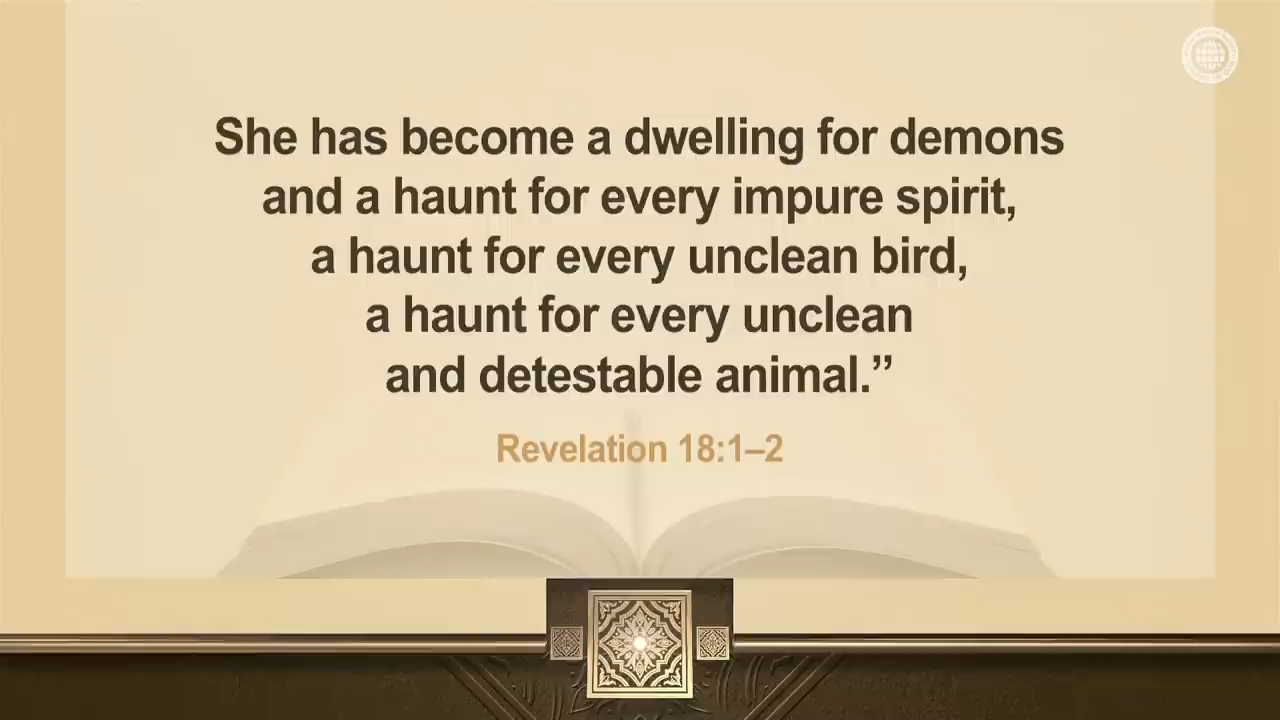 She has become a dwelling for demons
and a haunt for every impure spirit,
a haunt for every unclean bird,
a haunt for every unclean
and detestable animal.”
Revelation 18:1–2